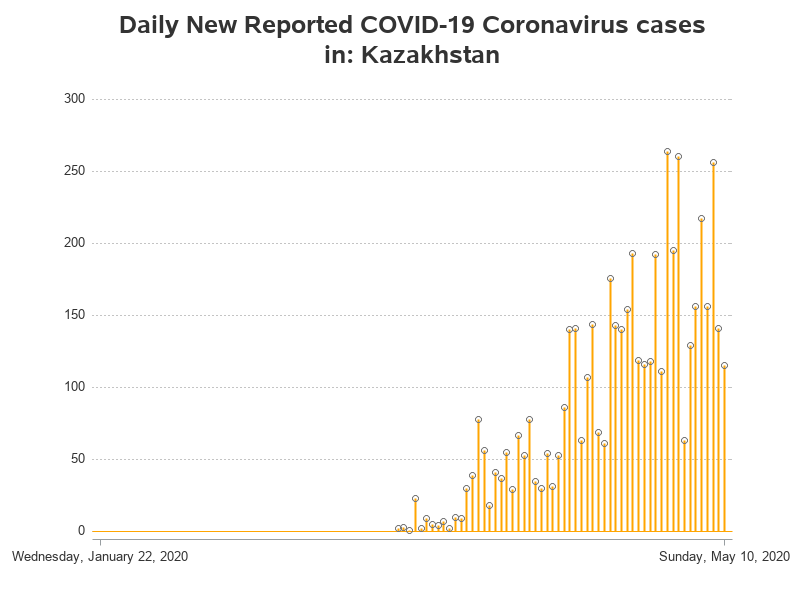 Daily New Reported COVID-19 Coronavirus cases
in: Kazakhstan
300
250
200
150
100
50
0
Wednesday, January 22, 2020
Sunday, May 10, 2020